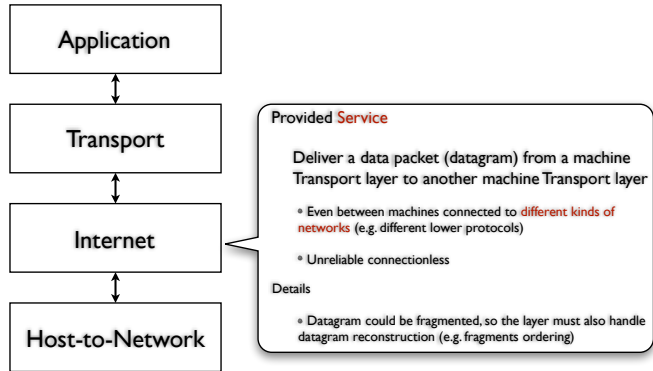 Application
Transport
Internet
Host-to-Network
Provided Service
Deliver a data packet (datagram) from a machine
Transport layer to another machine Transport layer
• Even between machines connected to different kinds of
networks (e.g. different lower protocols)
• Unreliable connectionless
Details
• Datagram could be fragmented, so the layer must also handle
datagram reconstruction (e.g. fragments ordering)